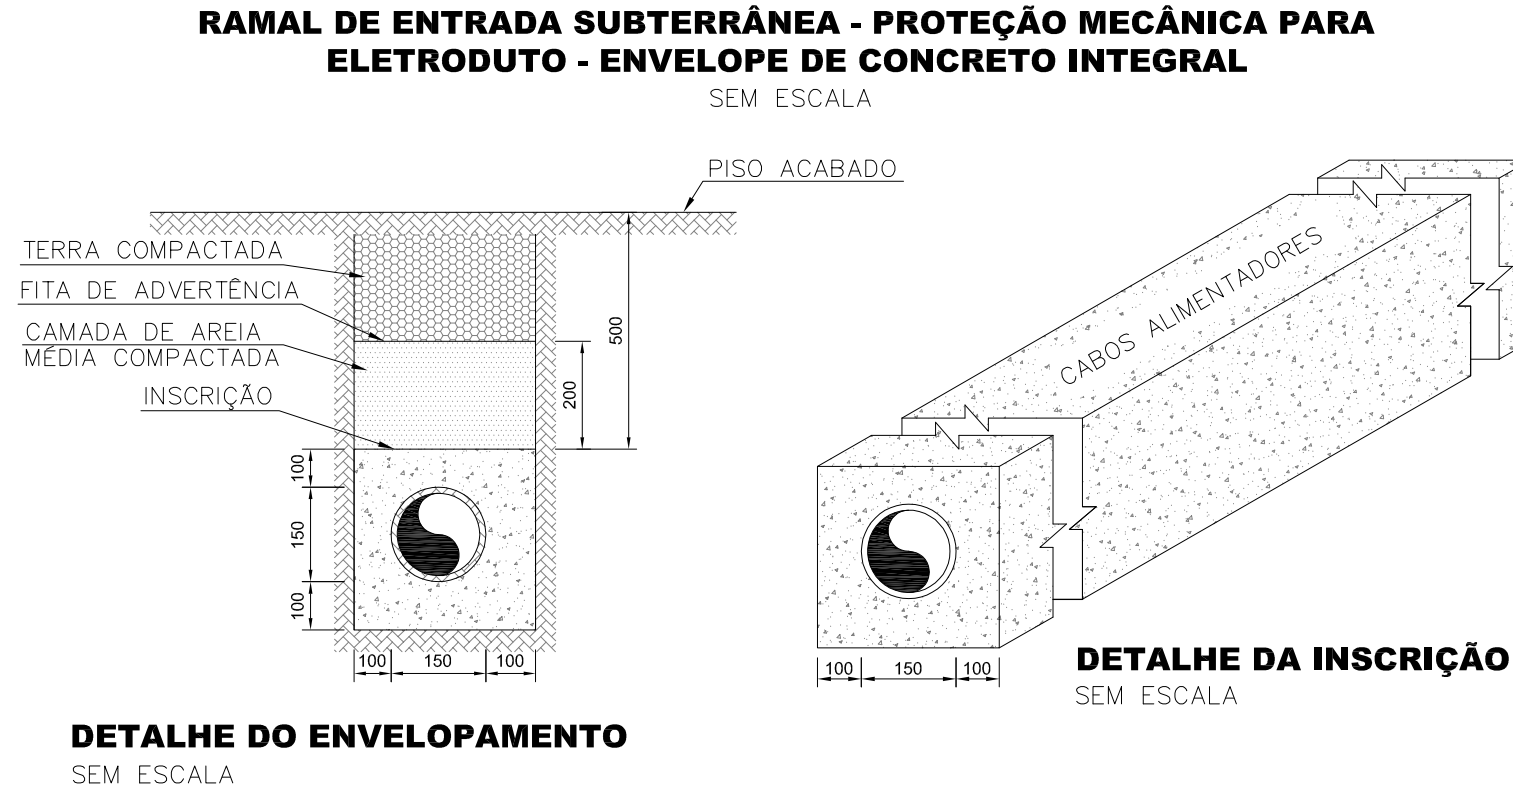 RAMAL DE ENTRADA SUBTERRÂNEA - PROTEÇÃO MECÂNICA PARA
ELETRODUTO - ENVELOPE DE CONCRETO INTEGRAL
SEM ESCALA
PISO ACABADO
TERRA COMPACTADA
FITA DE ADVERTÊNCIA
CAMADA DE AREIA
MÉDIA COMPACTADA
INSCRIÇÃO
500
200
100
150
100
100 150 100
DETALHE DO ENVELOPAMENTO
SEM ESCALA
CABOS ALIMENTADORES
100 150 100
DETALHE DA INSCRIÇÃO
SEM ESCALA